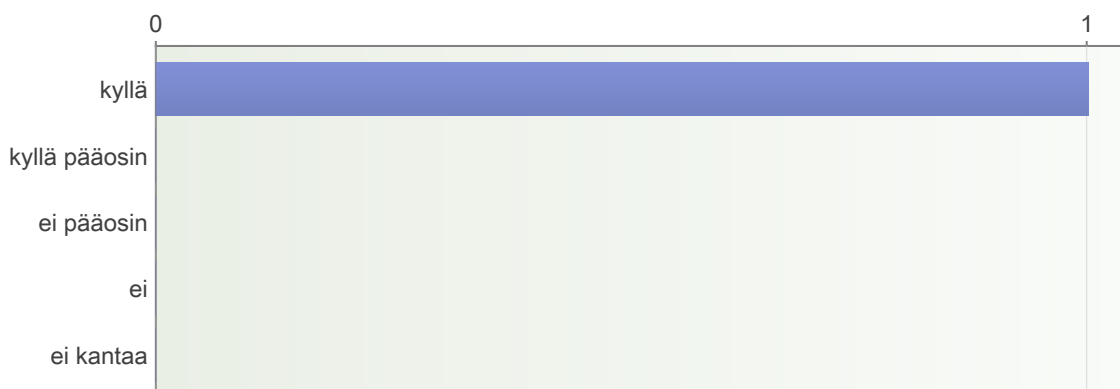 0 1
kyllä
kyllä pääosin
ei pääosin
ei
ei kantaa